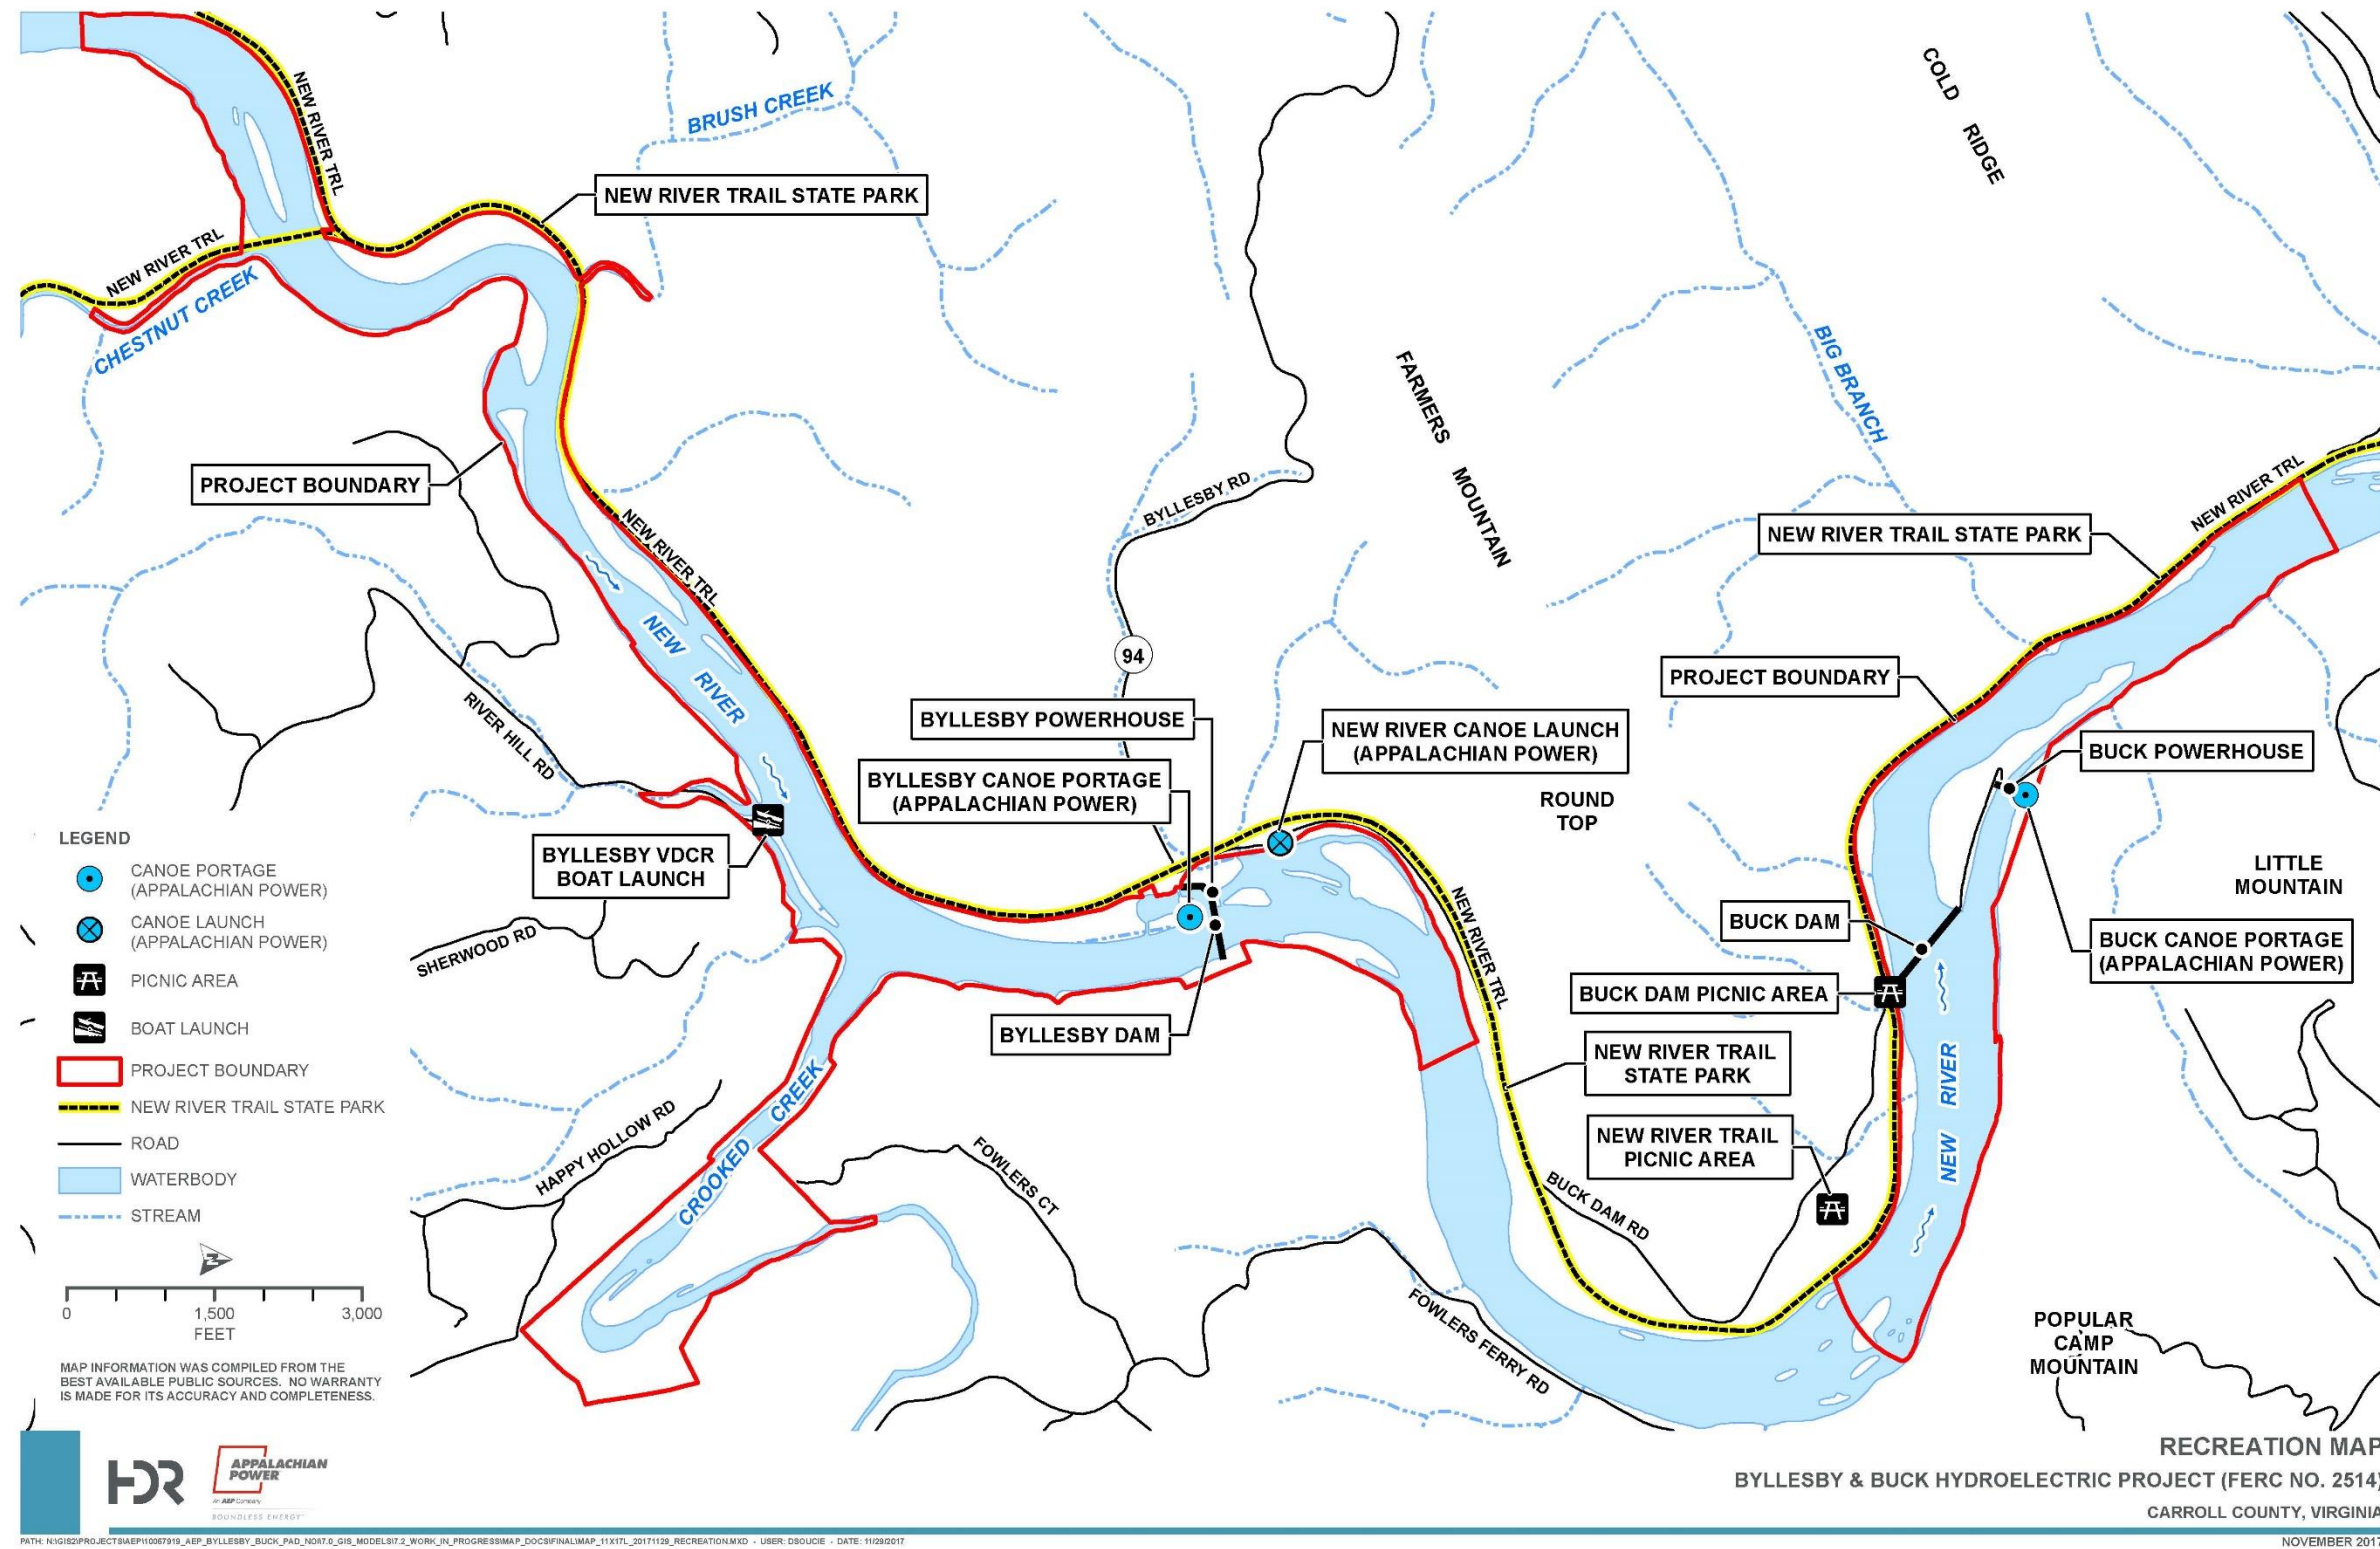 COLD
RIDGE
NEW RIVER TRL
BRUSH CREEK
NEW RIVER TRAIL STATE PARK
NEW RIVER TRL
CHESTNUT CREEK
BIG BRANCH
FARMERS
MOUNTAIN
PROJECT BOUNDARY
BYLLESBY RD
NEW RIVER TRL
NEW RIVER TRL
NEW RIVER TRAIL STATE PARK
NEW RIVER
94
PROJECT BOUNDARY
RIVER HILL RD
BYLLESBY POWERHOUSE
NEW RIVER CANOE LAUNCH
(APPALACHIAN POWER)
BUCK POWERHOUSE
BYLLESBY CANOE PORTAGE
(APPALACHIAN POWER)
ROUND
TOP
BYLLESBY VDCR
BOAT LAUNCH
LITTLE
MOUNTAIN
NEW RIVER TRL
BUCK DAM
SHERWOOD RD
BUCK CANOE PORTAGE
(APPALACHIAN POWER)
BUCK DAM PICNIC AREA
BYLLESBY DAM
NEW RIVER TRAIL
STATE PARK
NEW RIVER
CROOKED CREEK
HAPPY HOLLOW RD
FOWLERS CT
NEW RIVER TRAIL
PICNIC AREA
BUCK DAM RD
FOWLERS FERRY RD
POPULAR
CAMP
MOUNTAIN
LEGEND
CANOE PORTAGE
(APPALACHIAN POWER)
CANOE LAUNCH
(APPALACHIAN POWER)
PICNIC AREA
BOAT LAUNCH
PROJECT BOUNDARY
NEW RIVER TRAIL STATE PARK
ROAD
WATERBODY
STREAM
N
0 1,500 3,000
FEET
MAP INFORMATION WAS COMPILED FROM THE
BEST AVAILABLE PUBLIC SOURCES. NO WARRANTY
IS MADE FOR ITS ACCURACY AND COMPLETENESS.
HDR
APPALACHIAN
POWER
An AEP Company
BOUNDLESS ENERGY
RECREATION MAP
BYLLESBY & BUCK HYDROELECTRIC PROJECT (FERC NO. 2514)
CARROLL COUNTY, VIRGINIA
NOVEMBER 2017